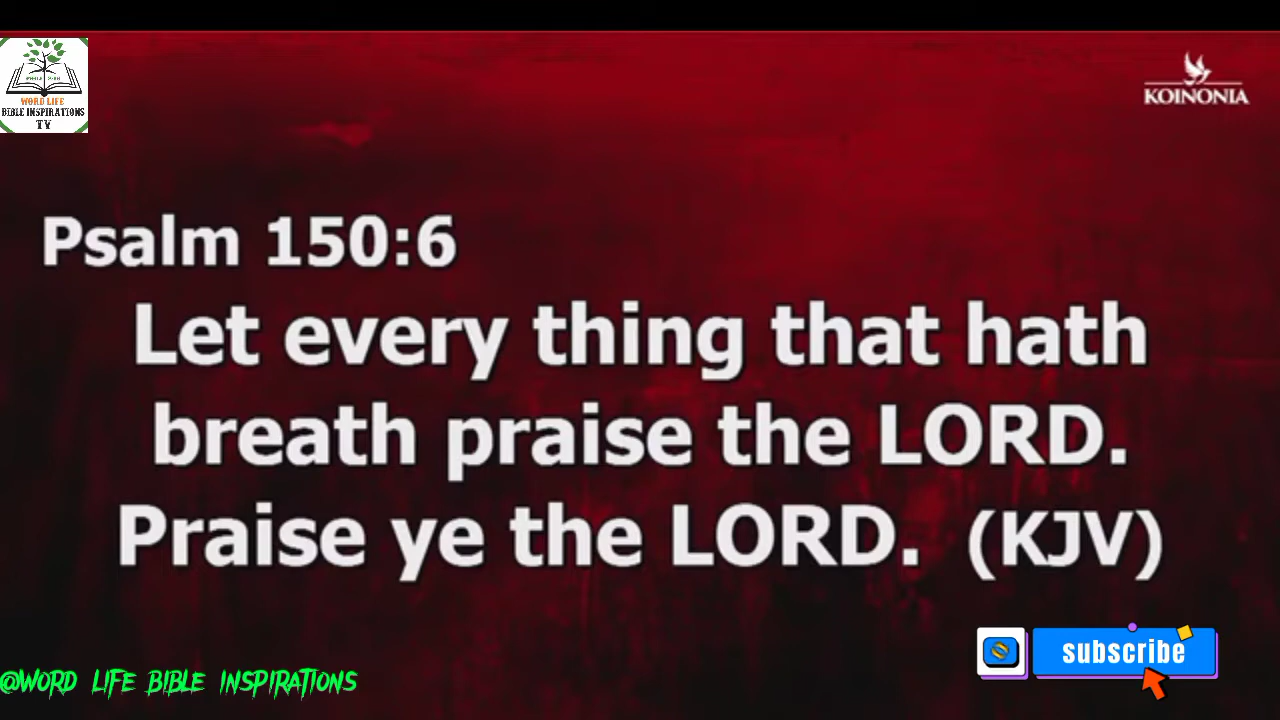 WORD LIFE
BIBLE INSPIRATIONS
TV
KOINONIA
Psalm 150:6
Let every thing that hath
breath praise the LORD.
Praise ye the LORD. (KJV)
subscribe
@WORD LIFE BIBLE INSPIRATIONS